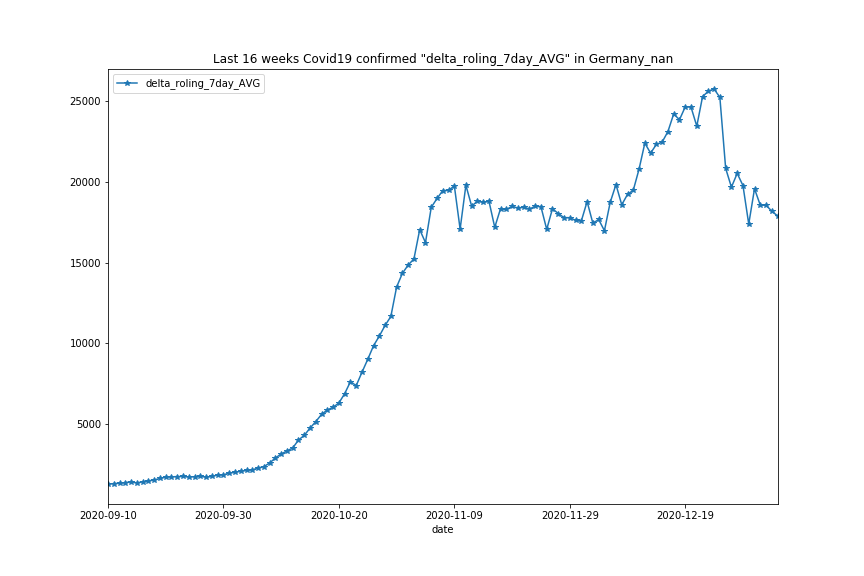 Last 16 weeks Covid19 confirmed "delta_roling_7day_AVG" in Germany_nan
delta_roling_7day_AVG
25000
20000
15000
10000
5000
2020-09-10 2020-09-30 2020-10-20 2020-11-09 2020-11-29 2020-12-19
date